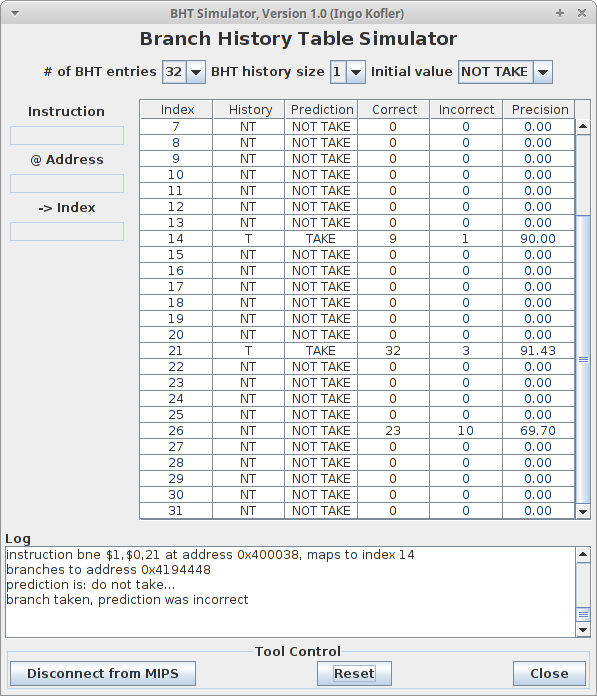 BHT Simulator, Version 1.0 (Ingo Kofler)
Branch History Table Simulator
# of BHT entries 32 BHT history size 1 Initial value NOT TAKE
Instruction
@ Address
-> Index
Index History Prediction Correct Incorrect Precision
7 NT NOT TAKE 0 0 0.00
8 NT NOT TAKE 0 0 0.00
9 NT NOT TAKE 0 0 0.00
10 NT NOT TAKE 0 0 0.00
11 NT NOT TAKE 0 0 0.00
12 NT NOT TAKE 0 0 0.00
13 NT NOT TAKE 0 0 0.00
14 T TAKE 9 1 90.00
15 NT NOT TAKE 0 0 0.00
16 NT NOT TAKE 0 0 0.00
17 NT NOT TAKE 0 0 0.00
18 NT NOT TAKE 0 0 0.00
19 NT NOT TAKE 0 0 0.00
20 NT NOT TAKE 0 0 0.00
21 T TAKE 32 3 91.43
22 NT NOT TAKE 0 0 0.00
23 NT NOT TAKE 0 0 0.00
24 NT NOT TAKE 0 0 0.00
25 NT NOT TAKE 0 0 0.00
26 NT NOT TAKE 23 10 69.70
27 NT NOT TAKE 0 0 0.00
28 NT NOT TAKE 0 0 0.00
29 NT NOT TAKE 0 0 0.00
30 NT NOT TAKE 0 0 0.00
31 NT NOT TAKE 0 0 0.00
Log
instruction bne $1,$0,21 at address 0x400038, maps to index 14
branches to address 0x4194448
prediction is: do not take...
branch taken, prediction was incorrect
Tool Control
Disconnect from MIPS Reset Close